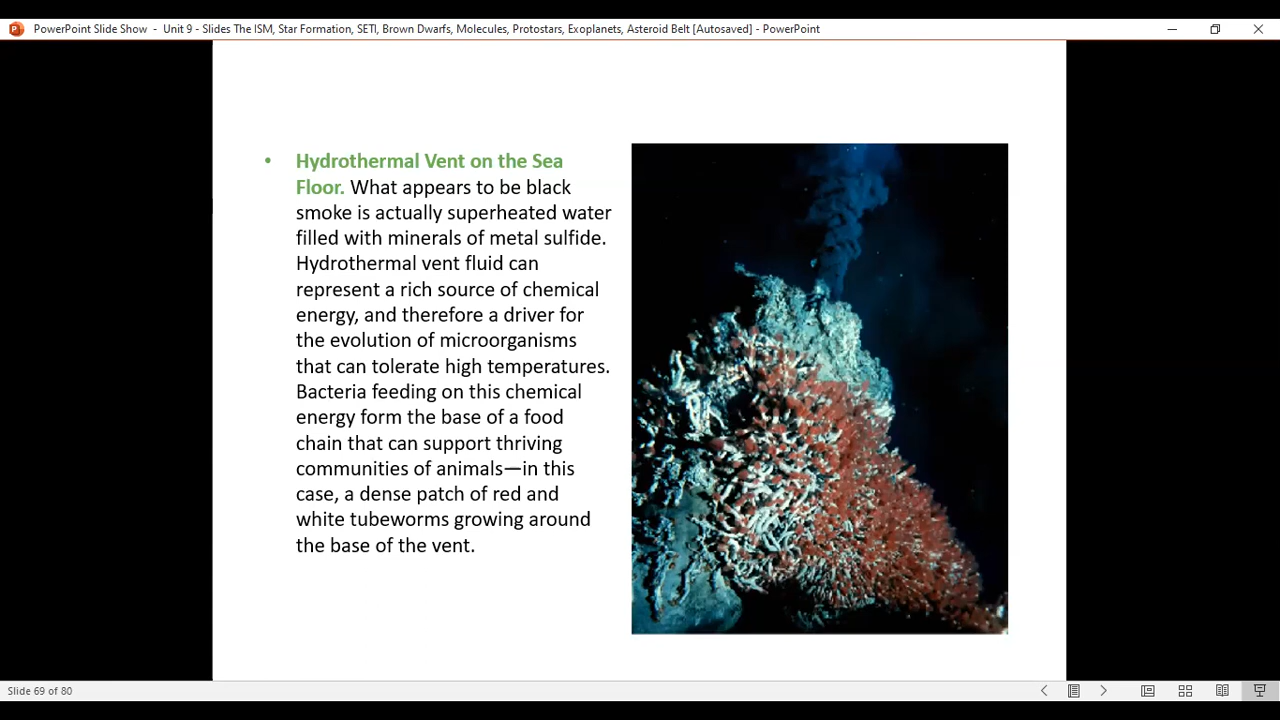 PowerPoint Slide Show - Unit 9 - Slides The ISM, Star Formation, SETI, Brown Dwarfs, Molecules, Protostars, Exoplanets, Asteroid Belt [Autosaved] - PowerPoint
• Hydrothermal Vent on the Sea
Floor. What appears to be black
smoke is actually superheated water
filled with minerals of metal sulfide.
Hydrothermal vent fluid can
represent a rich source of chemical
energy, and therefore a driver for
the evolution of microorganisms
that can tolerate high temperatures.
Bacteria feeding on this chemical
energy form the base of a food
chain that can support thriving
communities of animals—in this
case, a dense patch of red and
white tubeworms growing around
the base of the vent.
Slide 69 of 80